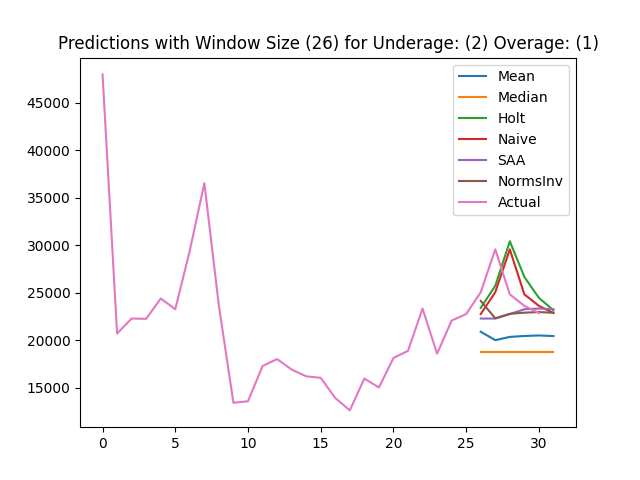 Predictions with Window Size (26) for Underage: (2) Overage: (1)
Mean
Median
Holt
Naive
SAA
NormsInv
Actual
45000
40000
35000
30000
25000
20000
15000
0 5 10 15 20 25 30